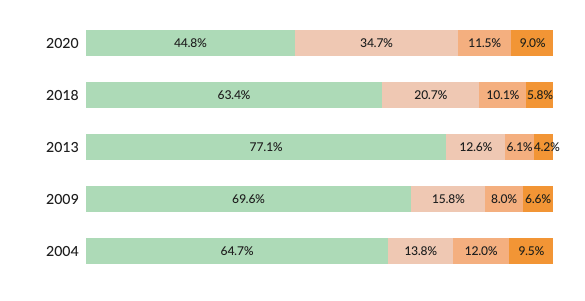 2020 44.8% 34.7% 11.5% 9.0%
2018 63.4% 20.7% 10.1% 5.8%
2013 77.1% 12.6% 6.1% 4.2%
2009 69.6% 15.8% 8.0% 6.6%
2004 64.7% 13.8% 12.0% 9.5%